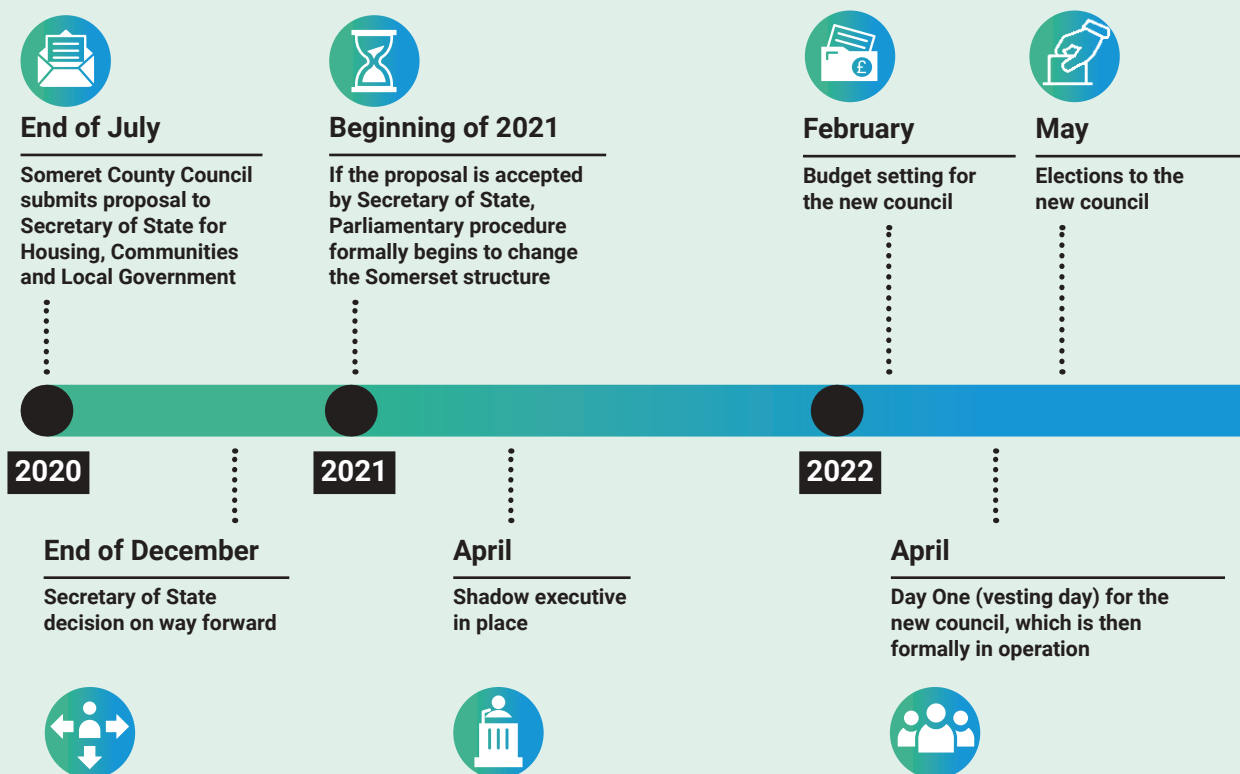 End of July
Someret County Council
submits proposal to
Secretary of State for
Housing, Communities
and Local Government
Beginning of 2021
If the proposal is accepted
by Secretary of State,
Parliamentary procedure
formally begins to change
the Somerset structure
£
February
Budget setting for
the new council
May
Elections to the
new council
2020
2021
2022
End of December
Secretary of State
decision on way forward
April
Shadow executive
in place
April
Day One (vesting day) for the
new council, which is then
formally in operation